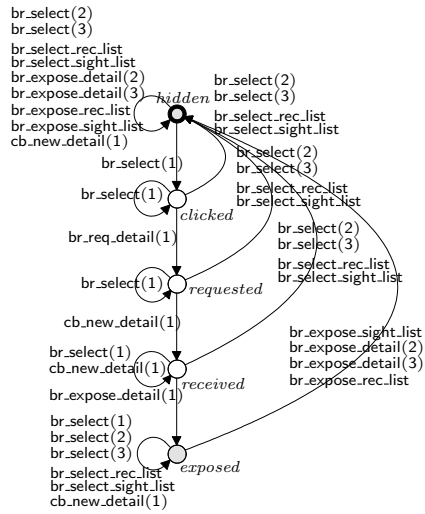 br_select(2)
br_select(3)
br_select_rec_list
br_select_sight_list
br_expose_detail(2)
br_expose_detail(3)
br_expose_rec_list
br_expose_sight_list
cb_new_detail(1)
hidden
br_select(2)
br_select(3)
br_select_rec_list
br_select_sight_list
br_select(1)
br_select(2)
br_select(3)
br_select_rec_list
br_select_sight_list
br_select(1)
clicked
br_req_detail(1)
br_select(2)
br_select(3)
br_select_rec_list
br_select_sight_list
br_select(1)
requested
cb_new_detail(1)
br_expose_sight_list
br_expose_detail(2)
br_expose_detail(3)
br_expose_rec_list
br_select(1)
cb_new_detail(1)
received
br_expose_detail(1)
br_select(1)
br_select(2)
br_select(3)
br_select_rec_list
br_select_sight_list
cb_new_detail(1)
exposed